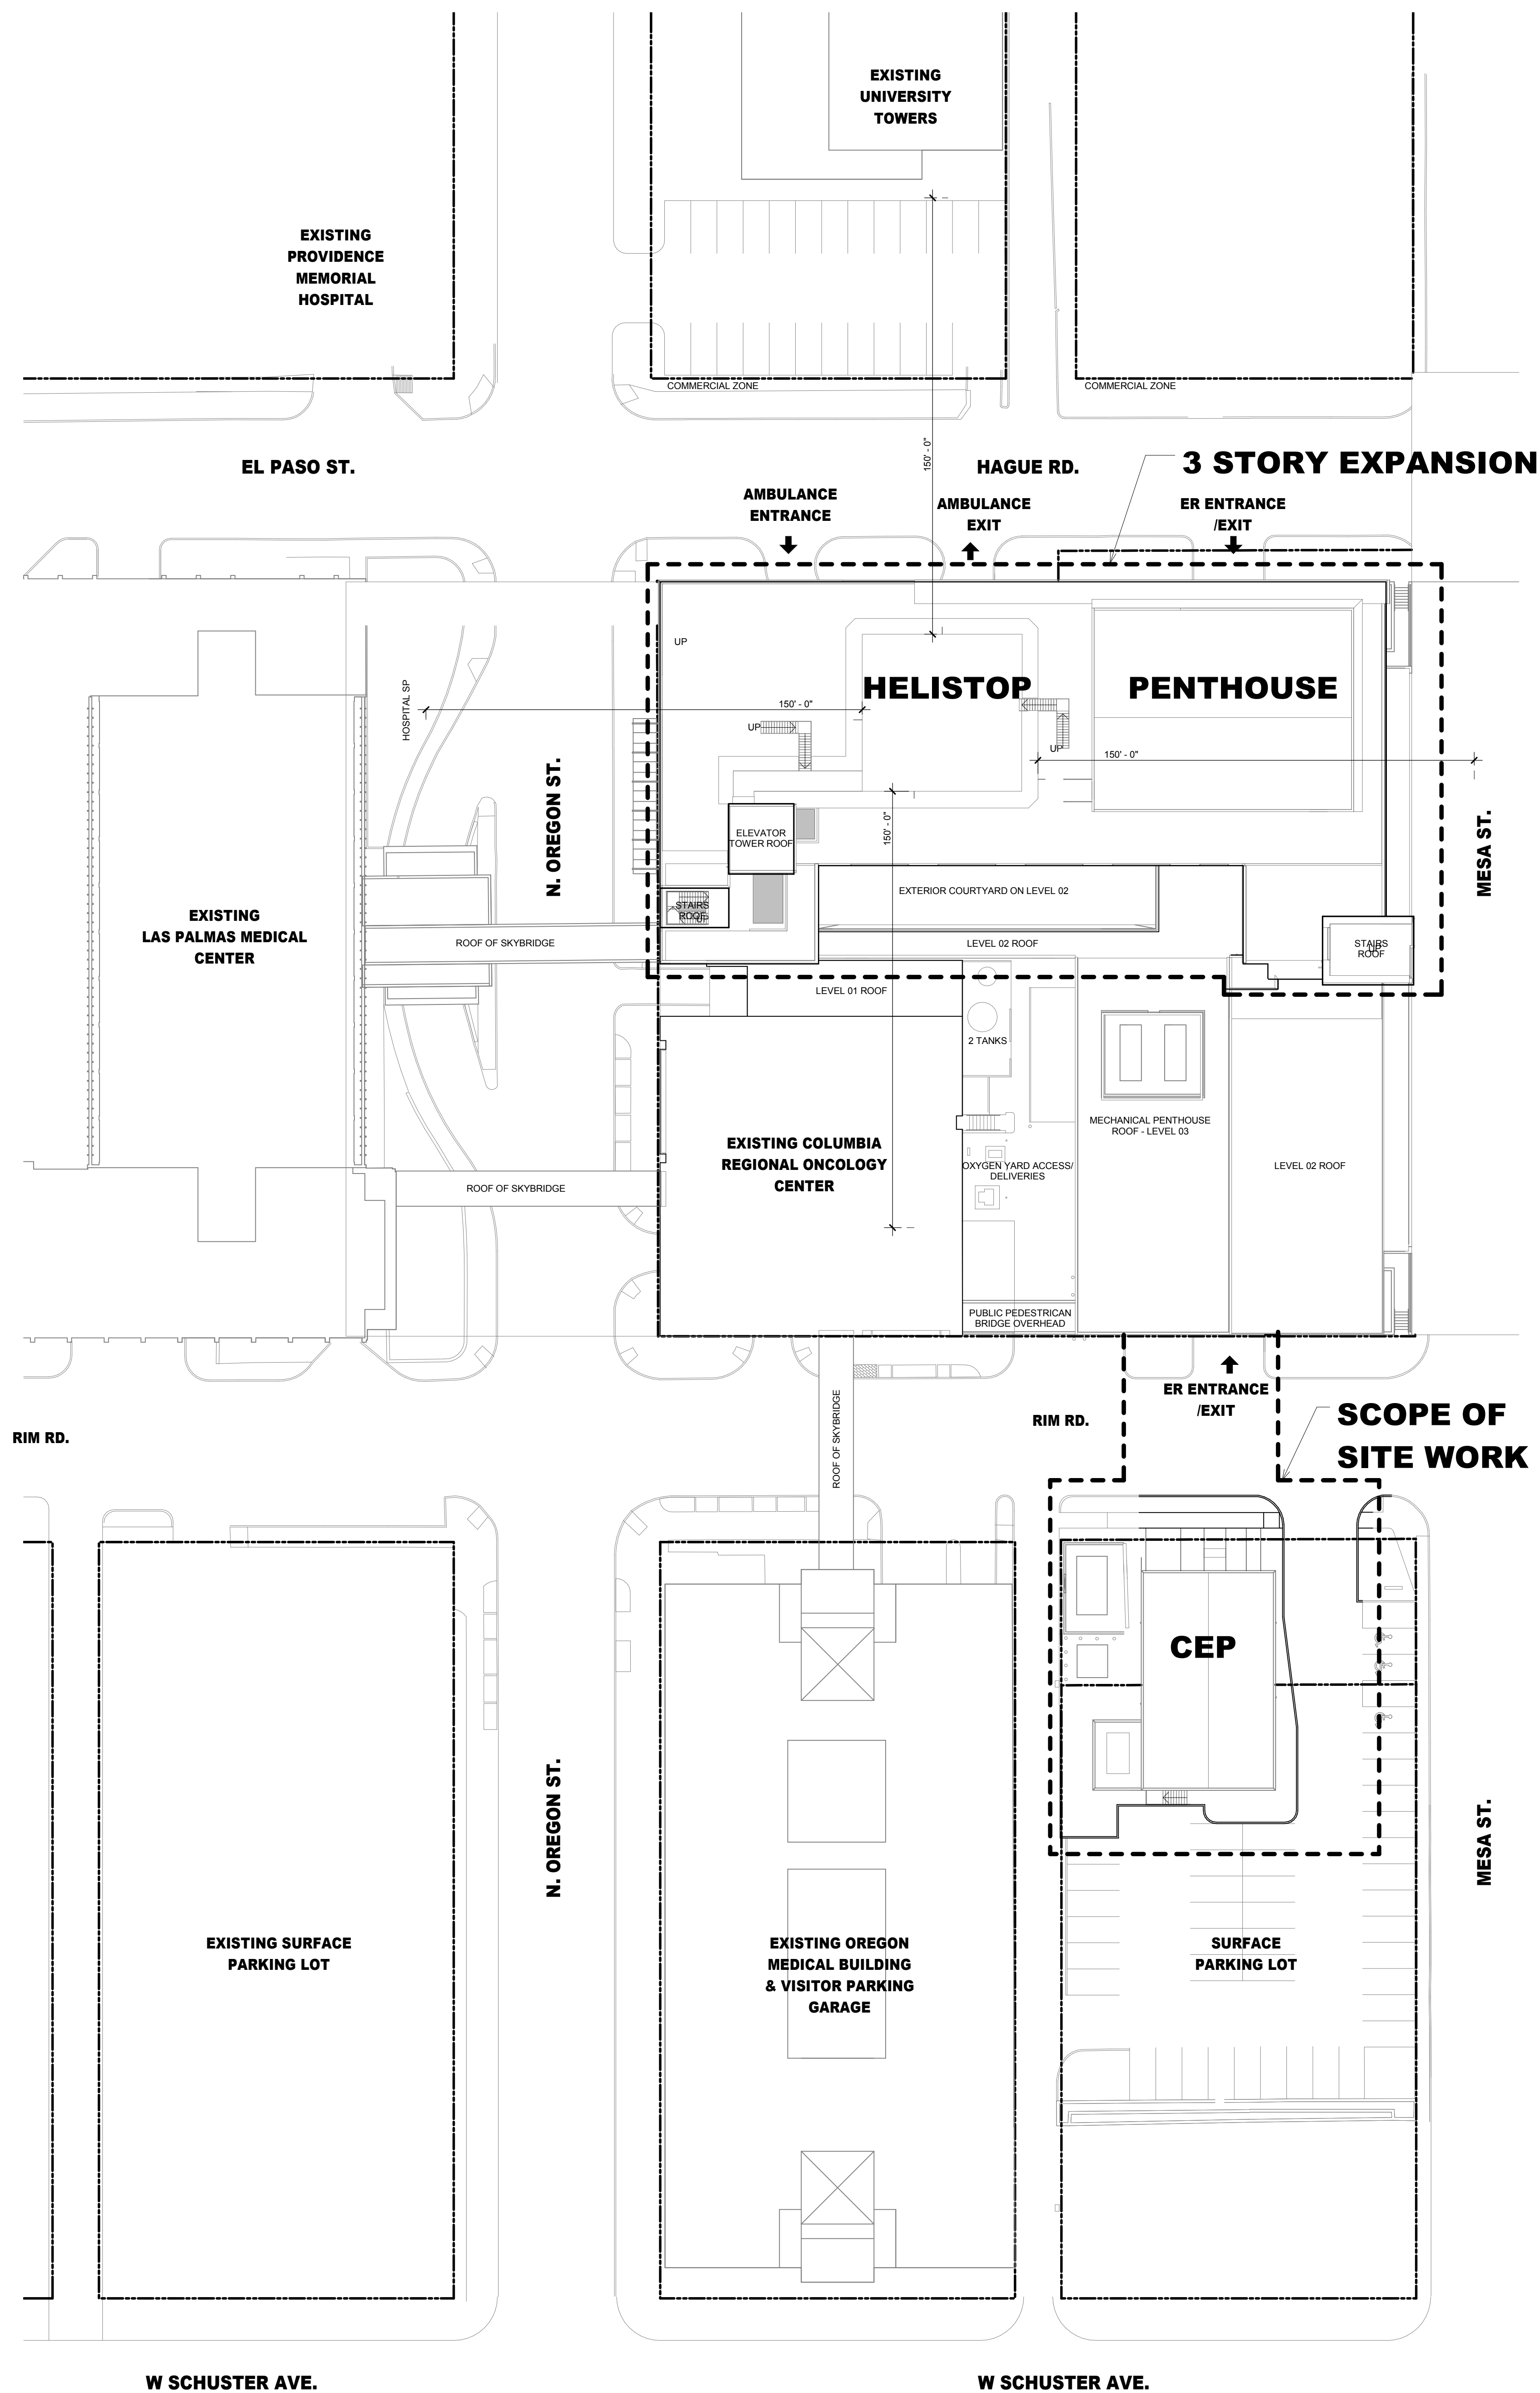 EXISTING
UNIVERSITY
TOWERS
EXISTING
PROVIDENCE
MEMORIAL
HOSPITAL
COMMERCIAL ZONE
COMMERCIAL ZONE
150' - 0"
EL PASO ST.
HAGUE RD.
3 STORY EXPANSION
AMBULANCE
ENTRANCE
AMBULANCE
EXIT
ER ENTRANCE
/EXIT
UP
HOSPITAL SP
150' - 0"
HELISTOP
PENTHOUSE
UP
UP
150' - 0"
N. OREGON ST.
150' - 0"
MESA ST.
ELEVATOR
TOWER ROOF
EXTERIOR COURTYARD ON LEVEL 02
STAIRS
ROOF
UP
EXISTING
LAS PALMAS MEDICAL
CENTER
ROOF OF SKYBRIDGE
LEVEL 02 ROOF
STAIRS
UP
ROOF
LEVEL 01 ROOF
2 TANKS
MECHANICAL PENTHOUSE
ROOF - LEVEL 03
EXISTING COLUMBIA
REGIONAL ONCOLOGY
CENTER
OXYGEN YARD ACCESS/
DELIVERIES
LEVEL 02 ROOF
ROOF OF SKYBRIDGE
PUBLIC PEDESTRICAN
BRIDGE OVERHEAD
ER ENTRANCE
/EXIT
RIM RD.
RIM RD.
ROOF OF SKYBRIDGE
SCOPE OF
SITE WORK
CEP
N. OREGON ST.
MESA ST.
EXISTING SURFACE
PARKING LOT
EXISTING OREGON
MEDICAL BUILDING
& VISITOR PARKING
GARAGE
SURFACE
PARKING LOT
W SCHUSTER AVE.
W SCHUSTER AVE.